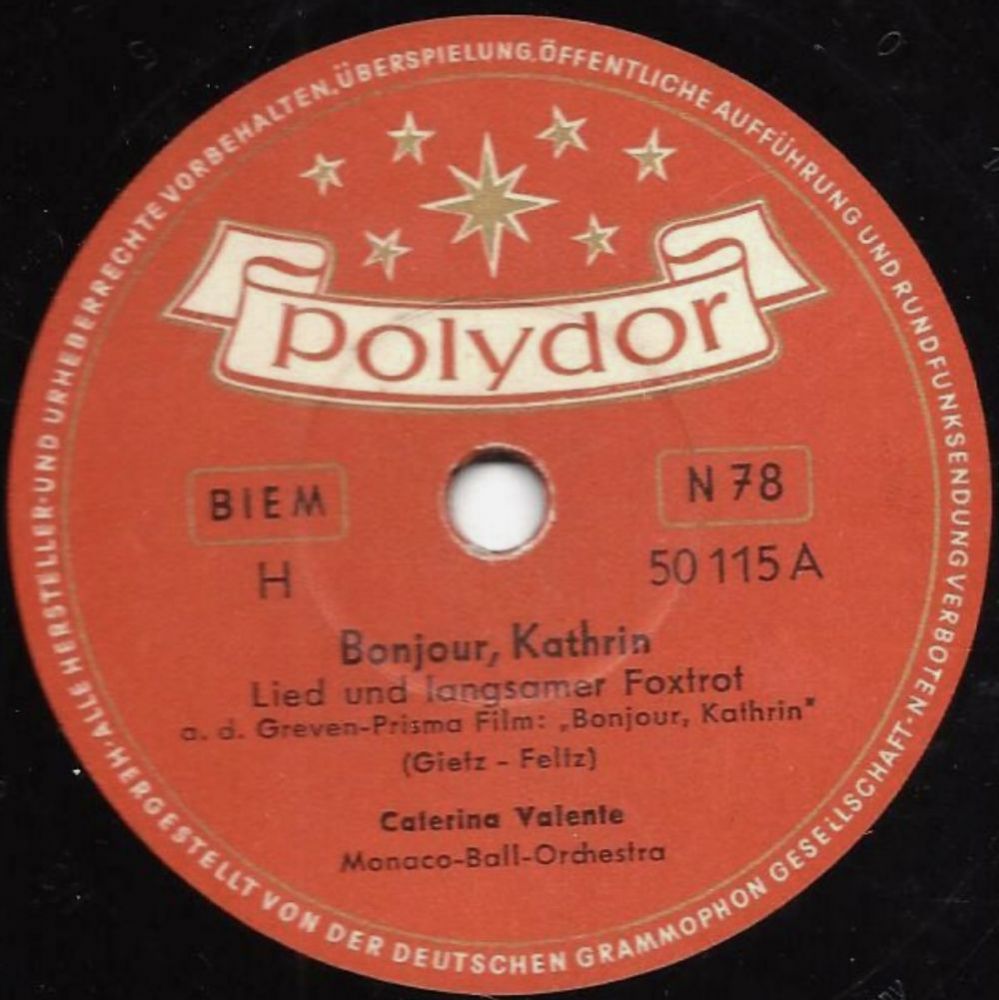 ALLE HERSTELLER-UND URHEBERRECHTE VORBEHALTEN, ÜBERSPIELUNG, ÖFFENTLICHE AUFFÜHRUNG UND RUNDFUNKSENDUNG VERBOTEN·
polydor
BIEM
N 78
H
50 115 A
Bonjour, Kathrin
Lied und langsamer Foxtrot
a. d. Greven-Prisma Film: „Bonjour, Kathrin"
(Gietz - Feltz)
Caterina Valente
Monaco-Ball-Orchestra
HERGESTELLT VON DER DEUTSCHEN GRAMMOPHON GESELLSCHAFT·